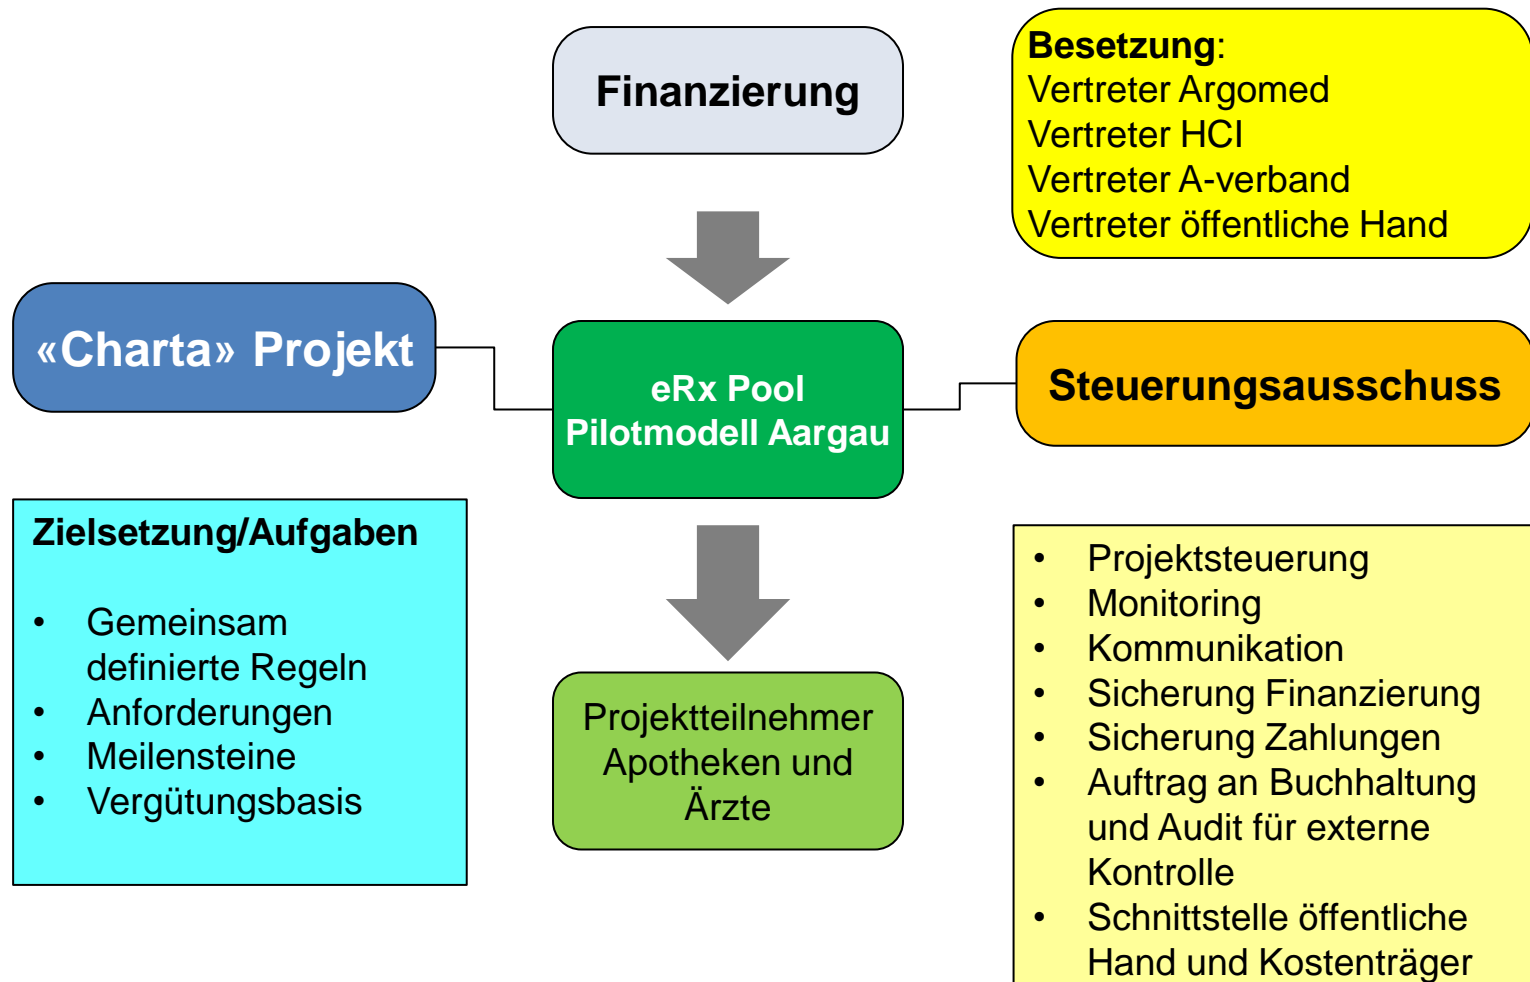 Finanzierung
Besetzung:
Vertreter Argomed
Vertreter HCI
Vertreter A-verband
Vertreter öffentliche Hand
«Charta» Projekt
eRx Pool
Pilotmodell Aargau
Steuerungsausschuss
Zielsetzung/Aufgaben
• Gemeinsam
definierte Regeln
• Anforderungen
• Meilensteine
• Vergütungsbasis
Projektteilnehmer
Apotheken und
Ärzte
• Projektsteuerung
• Monitoring
• Kommunikation
• Sicherung Finanzierung
• Sicherung Zahlungen
• Auftrag an Buchhaltung
und Audit für externe
Kontrolle
• Schnittstelle öffentliche
Hand und Kostenträger